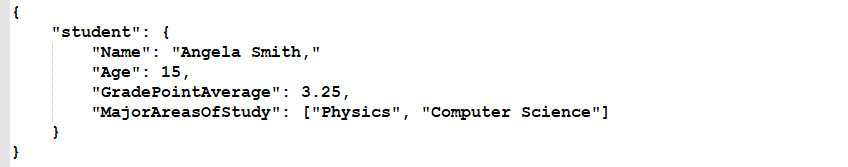 {
    "student": {
        "Name": "Angela Smith,"
        "Age": 15,
        "GradePointAverage": 3.25,
        "MajorAreasOfStudy": ["Physics", "Computer Science"]
    }
}